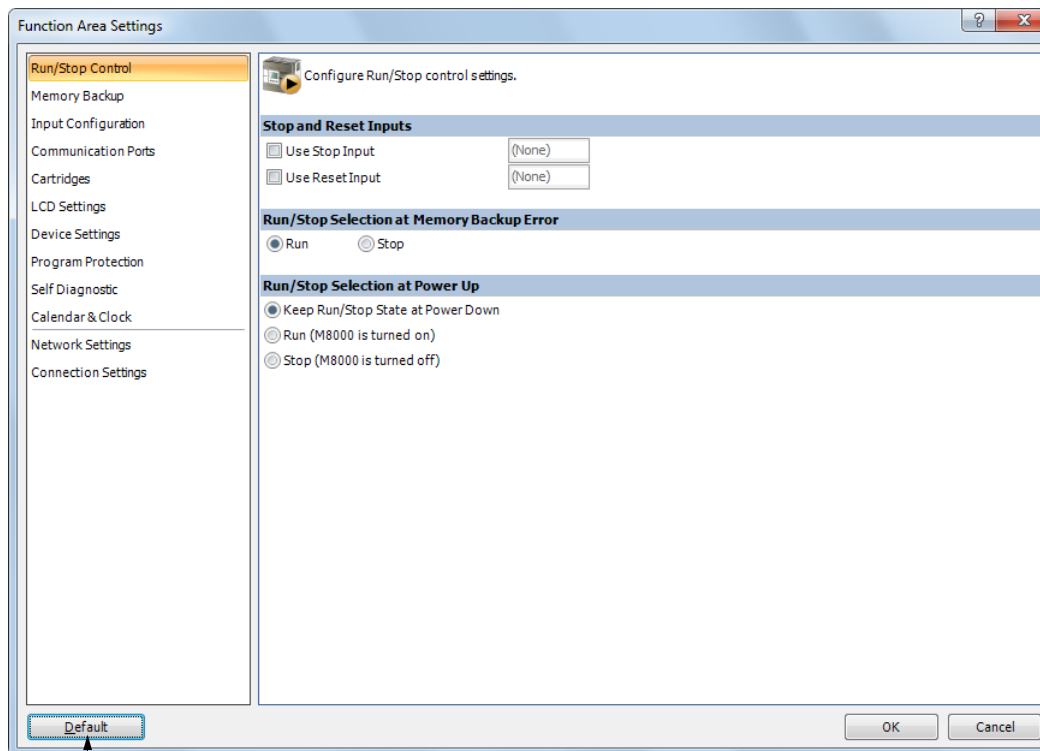 Function Area Settings
?
Run/Stop Control
Memory Backup
Input Configuration
Communication Ports
Cartridges
LCD Settings
Device Settings
Program Protection
Self Diagnostic
Calendar & Clock
Network Settings
Connection Settings
Configure Run/Stop control settings.
Stop and Reset Inputs
Use Stop Input (None)
Use Reset Input (None)
Run/Stop Selection at Memory Backup Error
Run Stop
Run/Stop Selection at Power Up
Keep Run/Stop State at Power Down
Run (M8000 is turned on)
Stop (M8000 is turned off)
Default OK Cancel